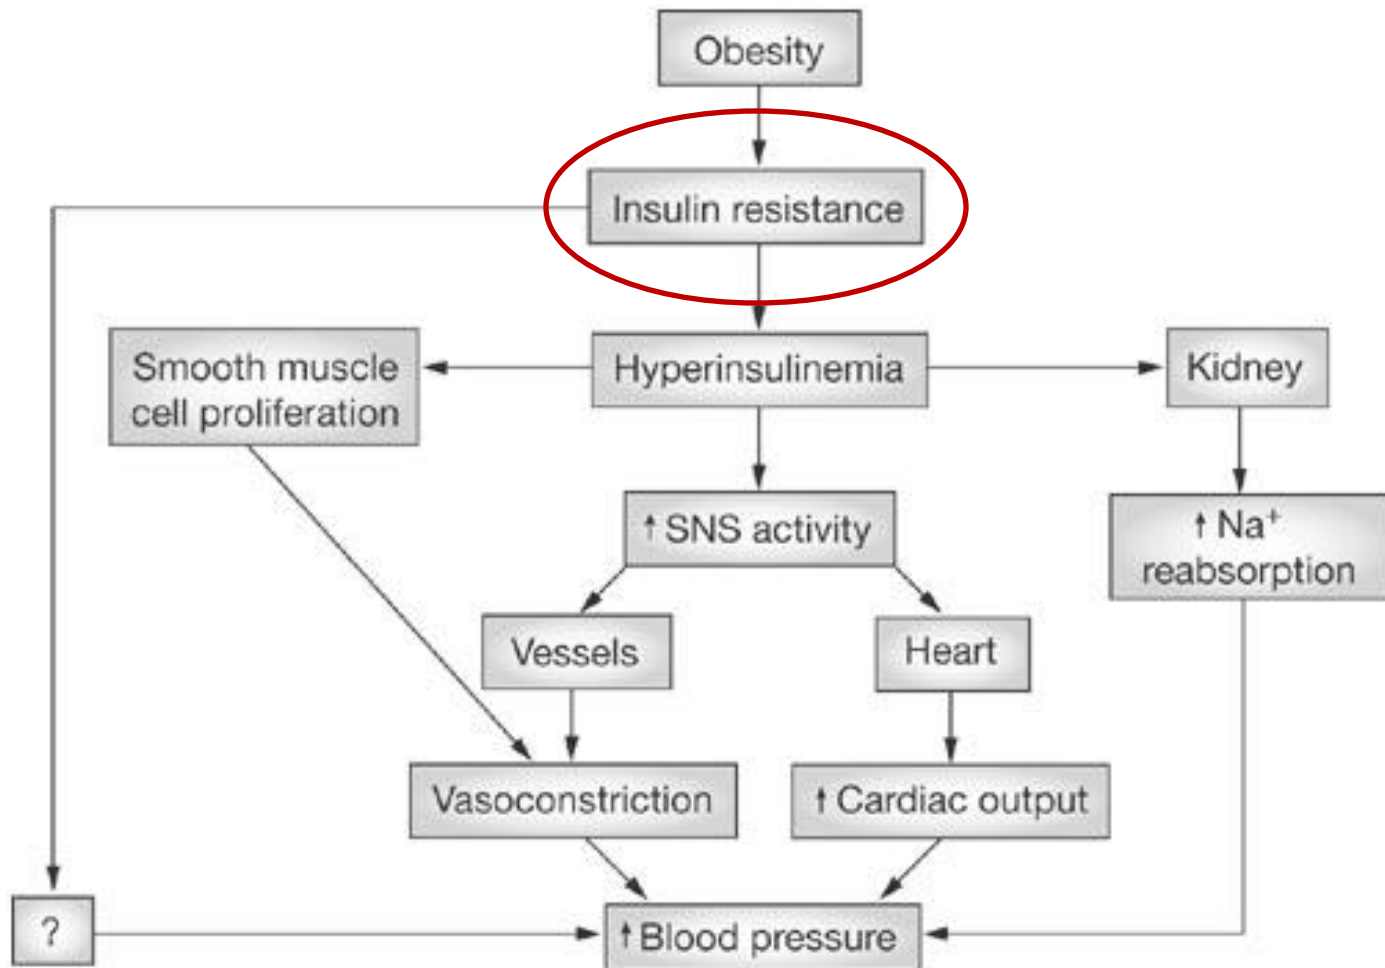 Obesity
Insulin resistance
Smooth muscle
cell proliferation
Hyperinsulinemia
Kidney
↑ SNS activity
↑ Na⁺
reabsorption
Vessels
Heart
Vasoconstriction
↑ Cardiac output
?
↑ Blood pressure